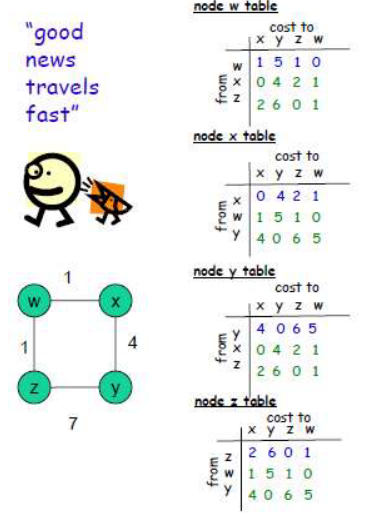 "good
news
travels
fast"
1
w
x
1
4
z
y
7
node w table
cost to
x y z w
from
w 1 5 1 0
x 0 4 2 1
z 2 6 0 1
node x table
cost to
x y z w
from
x 0 4 2 1
w 1 5 1 0
y 4 0 6 5
node y table
cost to
x y z w
from
y 4 0 6 5
x 0 4 2 1
z 2 6 0 1
node z table
cost to
x y z w
from
z 2 6 0 1
w 1 5 1 0
y 4 0 6 5